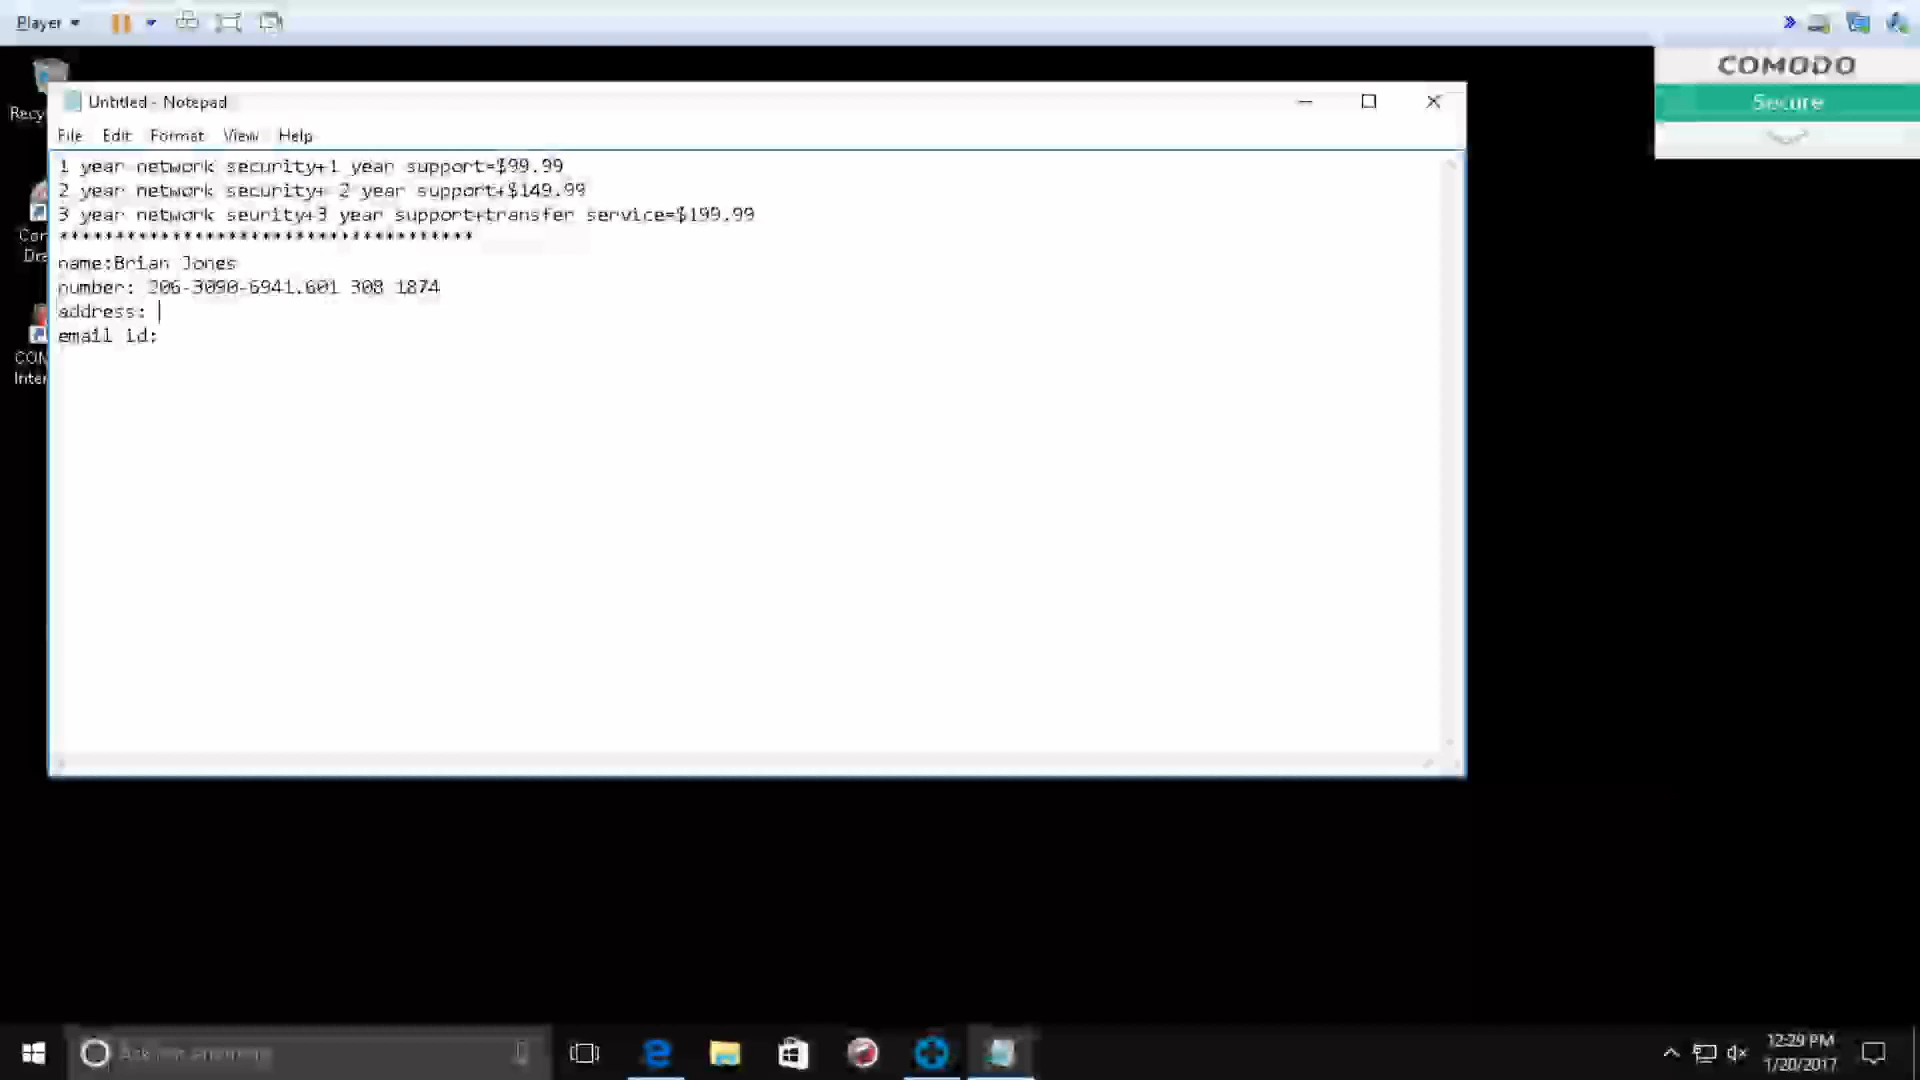 Player
COMODO
Secure
Untitled - Notepad
File Edit Format View Help
1 year network security+1 year support=$99.99
2 year network security+ 2 year support+$149.99
3 year network seurity+3 year support+transfer service=$199.99
*************************************
name:Brian Jones
number: 206-3090-6941.601 308 1874
address:
email id:
Ask me anything
12:29 PM
1/20/2017